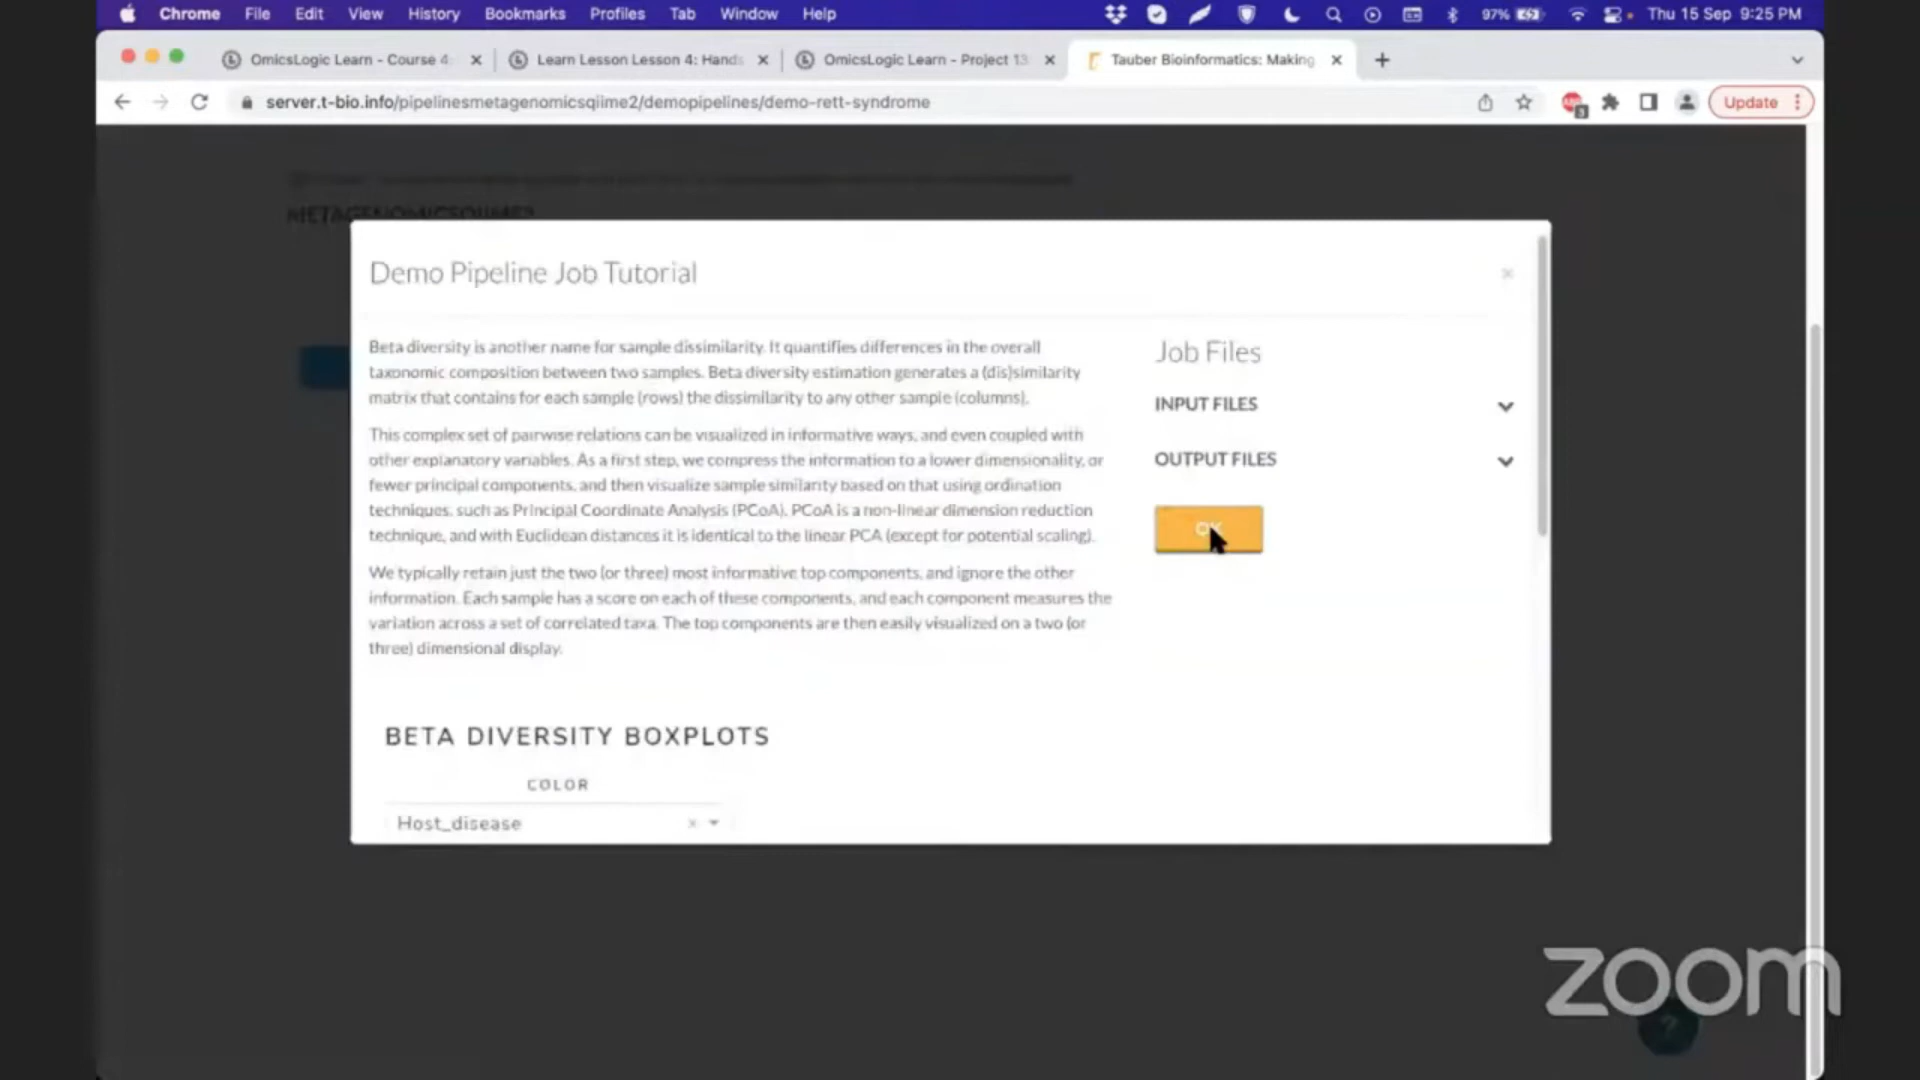 Chrome File Edit View History Bookmarks Profiles Tab Window Help 97% Thu 15 Sep 9:25 PM
OmicsLogic Learn - Course 4: Learn Lesson Lesson 4: Hands OmicsLogic Learn - Project 13 Tauber Bioinformatics: Making
server.t-bio.info/pipelinesmetagenomicsqiime2/demopipelines/demo-rett-syndrome Update
METAGENOMICSQIIME2
Demo Pipeline Job Tutorial
Beta diversity is another name for sample dissimilarity. It quantifies differences in the overall
taxonomic composition between two samples. Beta diversity estimation generates a (dis)similarity
matrix that contains for each sample (rows) the dissimilarity to any other sample (columns).
This complex set of pairwise relations can be visualized in informative ways, and even coupled with
other explanatory variables. As a first step, we compress the information to a lower dimensionality, or
fewer principal components, and then visualize sample similarity based on that using ordination
techniques, such as Principal Coordinate Analysis (PCoA). PCoA is a non-linear dimension reduction
technique, and with Euclidean distances it is identical to the linear PCA (except for potential scaling).
We typically retain just the two (or three) most informative top components, and ignore the other
information. Each sample has a score on each of these components, and each component measures the
variation across a set of correlated taxa. The top components are then easily visualized on a two (or
three) dimensional display.
Job Files
INPUT FILES
OUTPUT FILES
OK
BETA DIVERSITY BOXPLOTS
COLOR
Host_disease
zoom